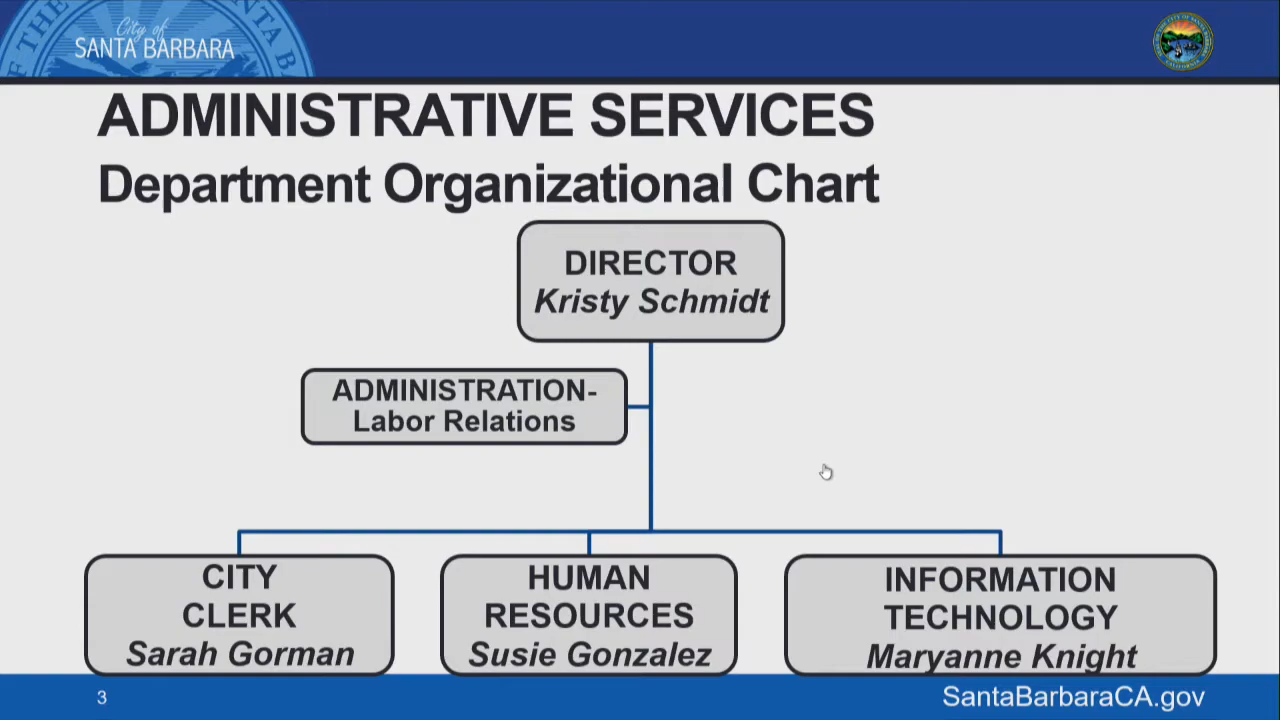 City of
SANTA BARBARA
ADMINISTRATIVE SERVICES
Department Organizational Chart
DIRECTOR
Kristy Schmidt
ADMINISTRATION-
Labor Relations
CITY
CLERK
Sarah Gorman
HUMAN
RESOURCES
Susie Gonzalez
INFORMATION
TECHNOLOGY
Maryanne Knight
3
SantaBarbaraCA.gov